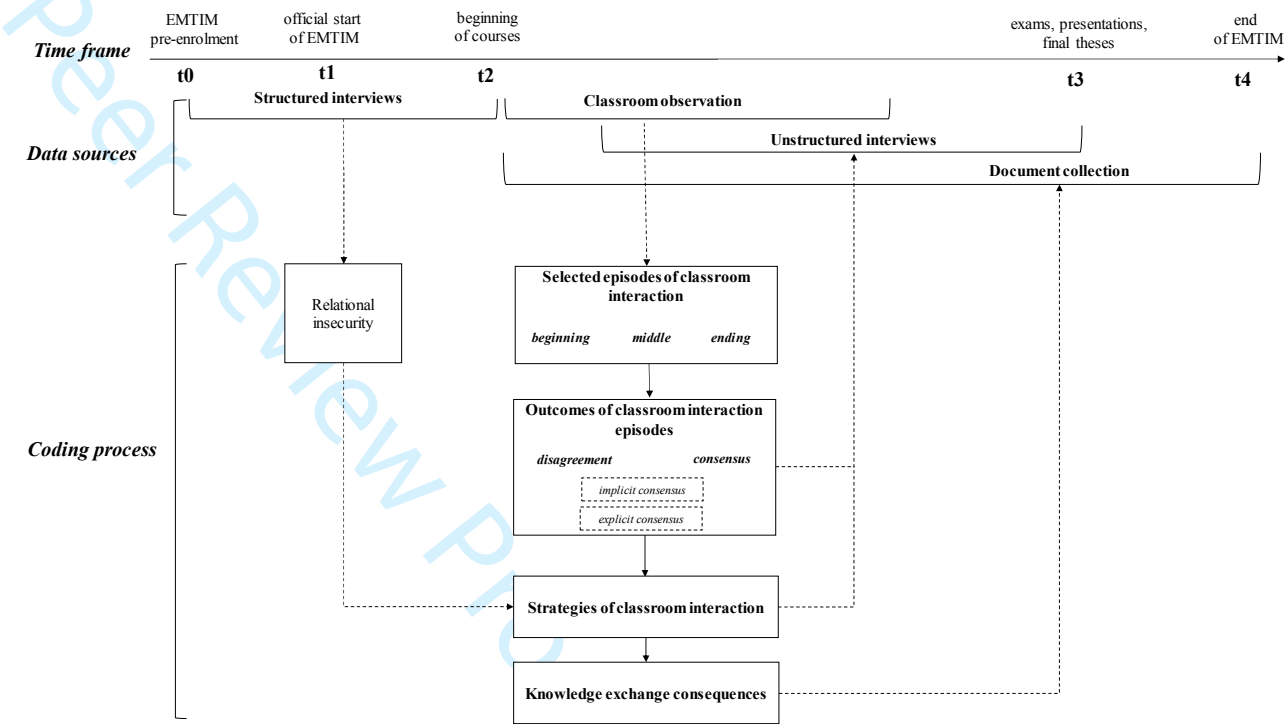 EMTIM
pre-enrolment
official start
of EMTIM
beginning
of courses
exams, presentations,
final theses
end
of EMTIM
Time frame
t0
t1
t2
t3
t4
Structured interviews
Classroom observation
Unstructured interviews
Data sources
Document collection
Relational
insecurity
Selected episodes of classroom
interaction
beginning middle ending
Outcomes of classroom interaction
episodes
disagreement consensus
implicit consensus
explicit consensus
Coding process
Strategies of classroom interaction
Knowledge exchange consequences
Peer Review Pro